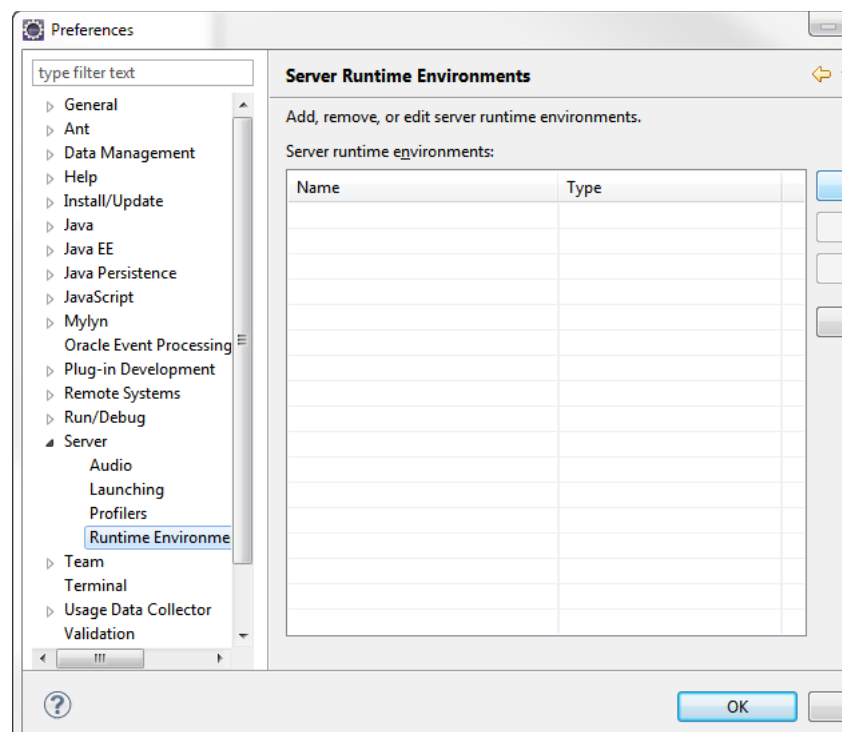 Preferences
type filter text
General
Ant
Data Management
Help
Install/Update
Java
Java EE
Java Persistence
JavaScript
Mylyn
Oracle Event Processing
Plug-in Development
Remote Systems
Run/Debug
Server
Audio
Launching
Profilers
Runtime Environme
Team
Terminal
Usage Data Collector
Validation
Server Runtime Environments
Add, remove, or edit server runtime environments.
Server runtime environments:
Name Type
OK